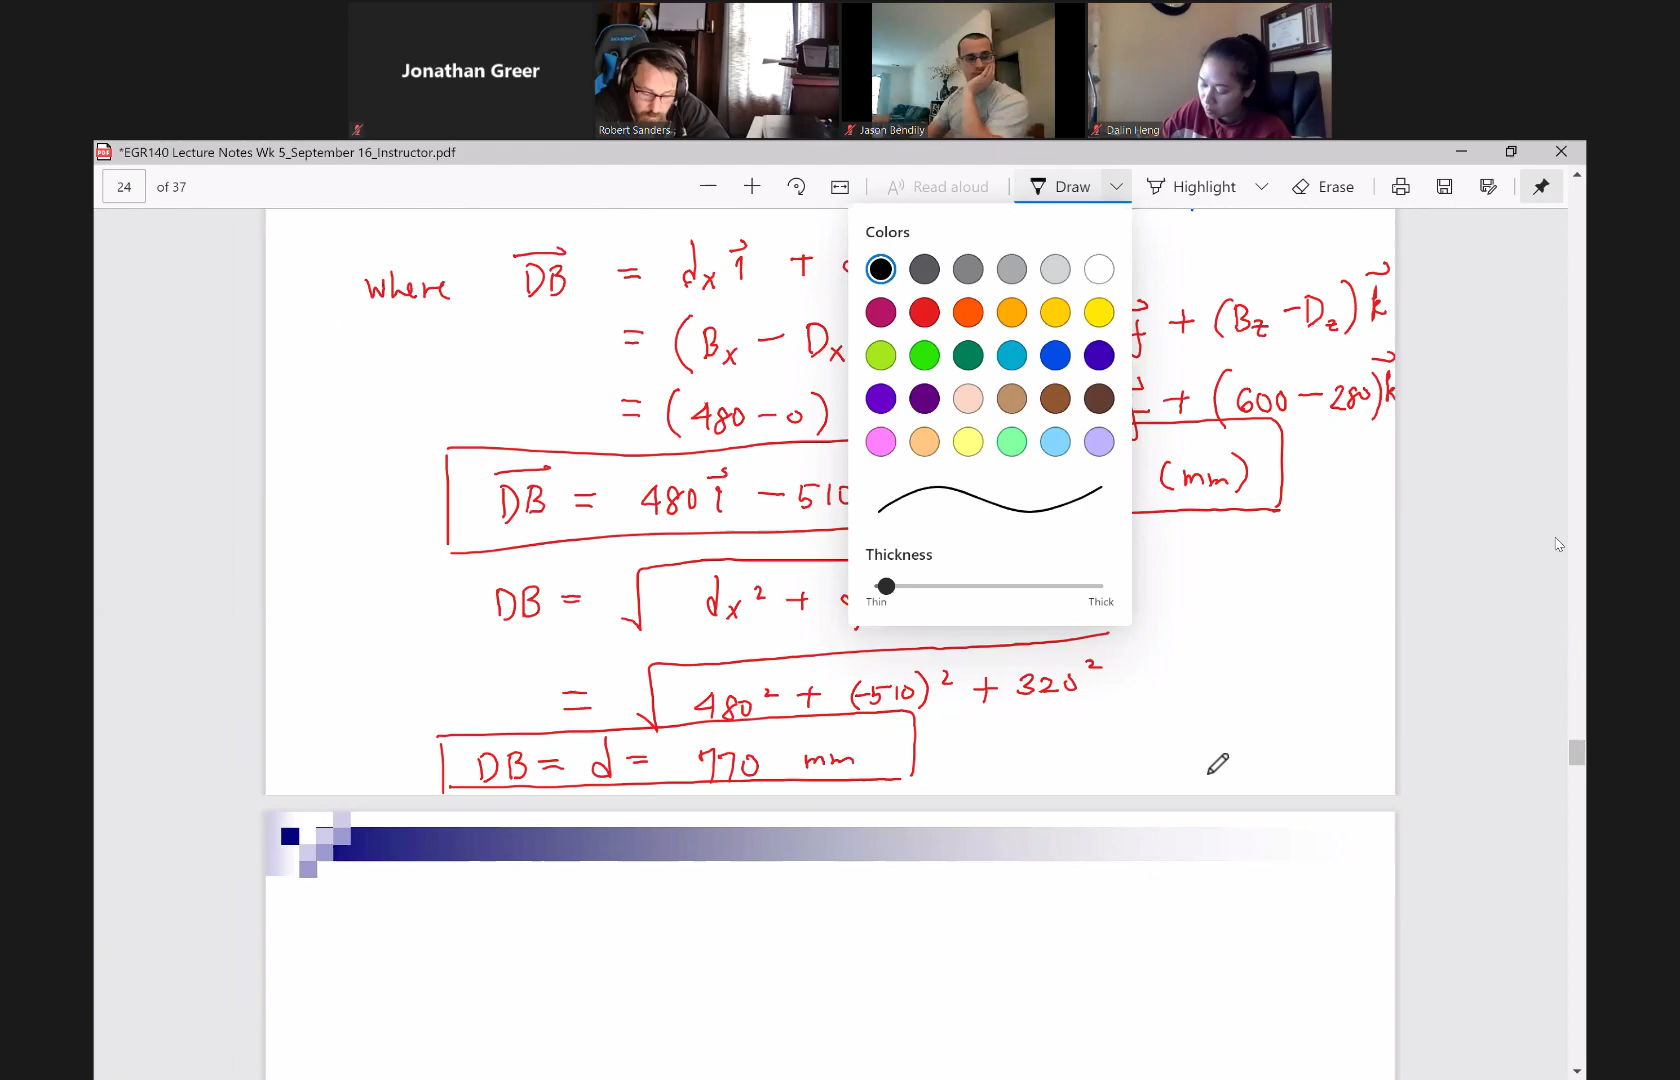 Jonathan Greer
Robert Sanders
Jason Bendily
Dalin Heng
*EGR140 Lecture Notes Wk 5_September 16_Instructor.pdf
24 of 37
Read aloud
Draw
Highlight
Erase
Colors
Thickness
Thin Thick
where DB = dx i +
= (Bx - Dx + (Bz - Dz) k
= (480 - 0) + (600 - 280) k
DB = 480 i - 510 (mm)
DB = √ dx² +
= √ 480² + (-510)² + 320²
DB = d = 770 mm